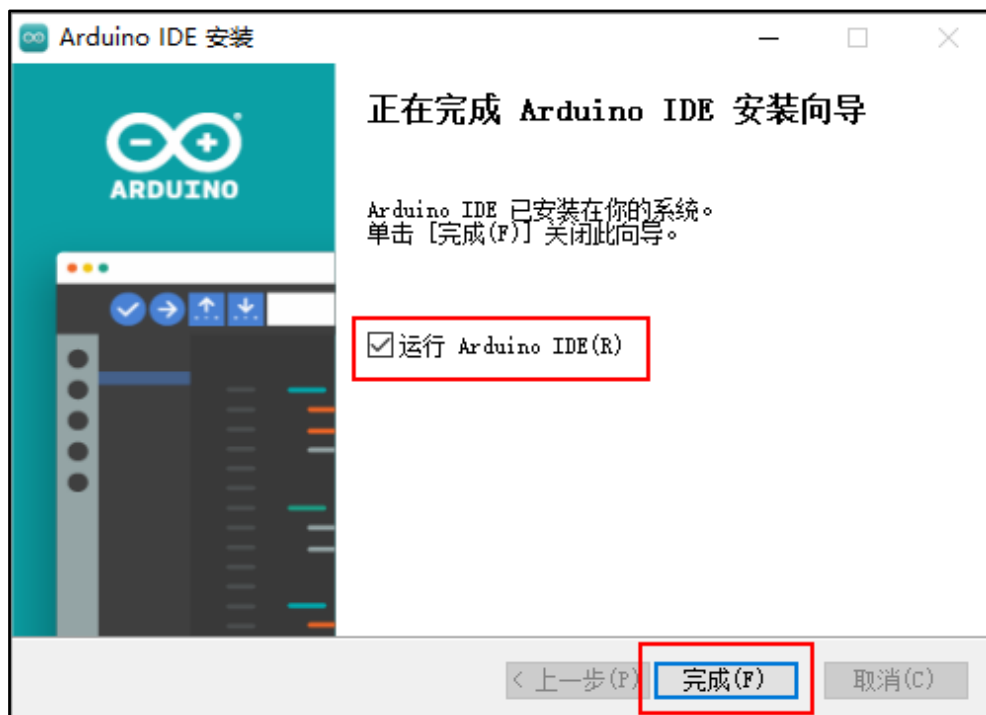 Arduino IDE 安装
ARDUINO
正在完成 Arduino IDE 安装向导
Arduino IDE 已安装在你的系统。
单击 [完成(F)] 关闭此向导。
运行 Arduino IDE(R)
< 上一步(P)
完成(F)
取消(C)